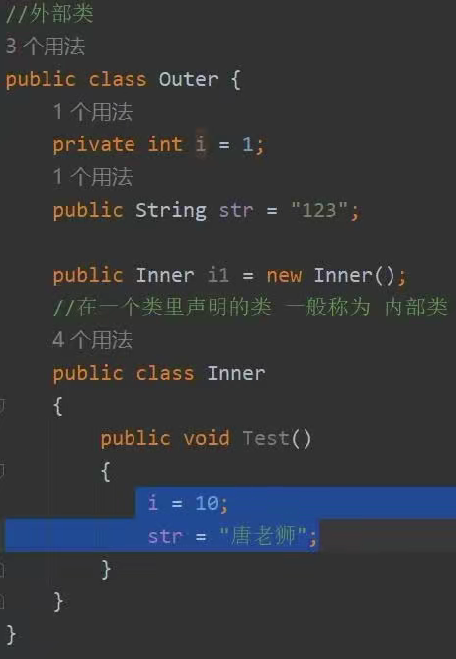 //外部类
3 个用法
public class Outer {
1 个用法
private int i = 1;
1 个用法
public String str = "123";
public Inner i1 = new Inner();
//在一个类里声明的类 一般称为 内部类
4 个用法
public class Inner
{
public void Test()
{
i = 10;
str = "唐老狮";
}
}
}